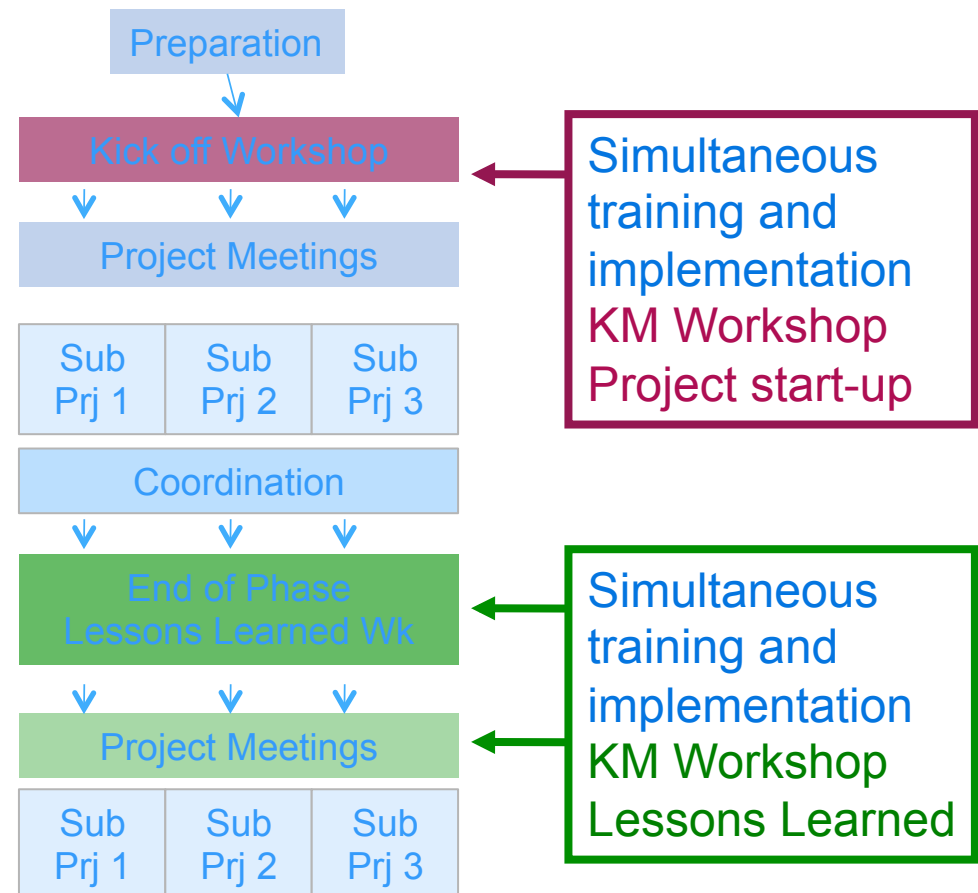 Preparation
Kick off Workshop
Project Meetings
Sub
Prj 1
Sub
Prj 2
Sub
Prj 3
Coordination
End of Phase
Lessons Learned Wk
Project Meetings
Sub
Prj 1
Sub
Prj 2
Sub
Prj 3
Simultaneous
training and
implementation
KM Workshop
Project start-up
Simultaneous
training and
implementation
KM Workshop
Lessons Learned